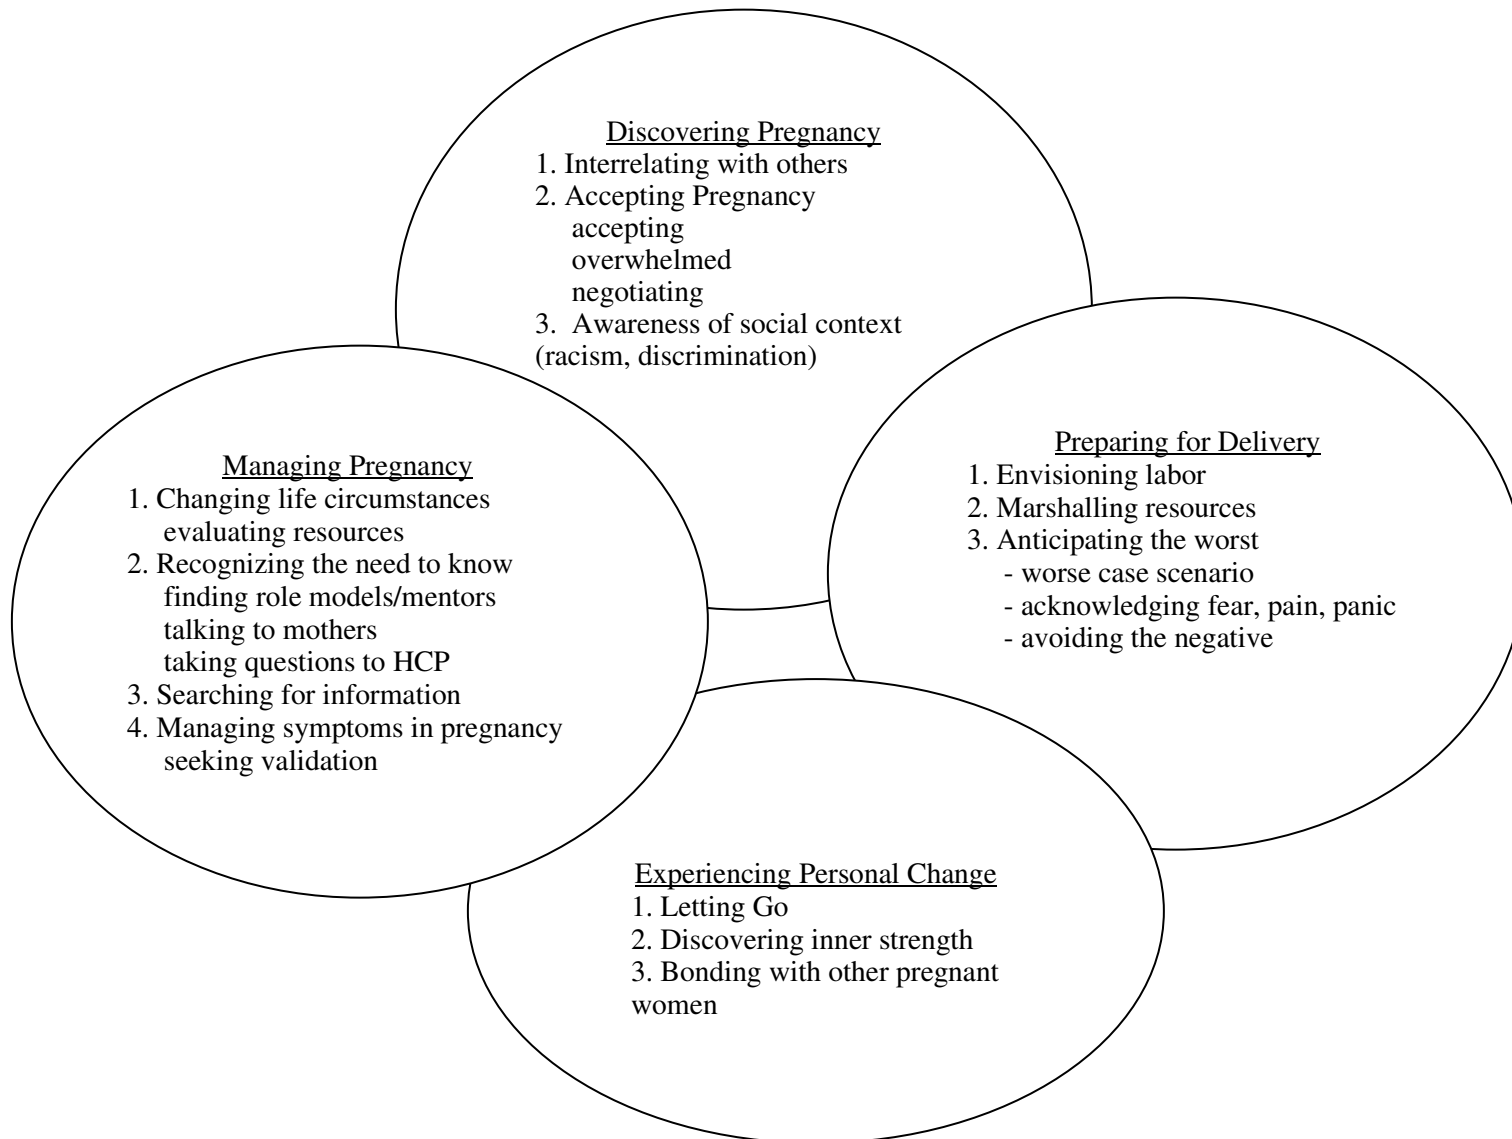 Discovering Pregnancy
1. Interrelating with others
2. Accepting Pregnancy
accepting
overwhelmed
negotiating
3.  Awareness of social context
(racism, discrimination)
Managing Pregnancy
1. Changing life circumstances
evaluating resources
2. Recognizing the need to know
finding role models/mentors
talking to mothers
taking questions to HCP
3. Searching for information
4. Managing symptoms in pregnancy
seeking validation
Preparing for Delivery
1. Envisioning labor
2. Marshalling resources
3. Anticipating the worst
- worse case scenario
- acknowledging fear, pain, panic
- avoiding the negative
Experiencing Personal Change
1. Letting Go
2. Discovering inner strength
3. Bonding with other pregnant
women